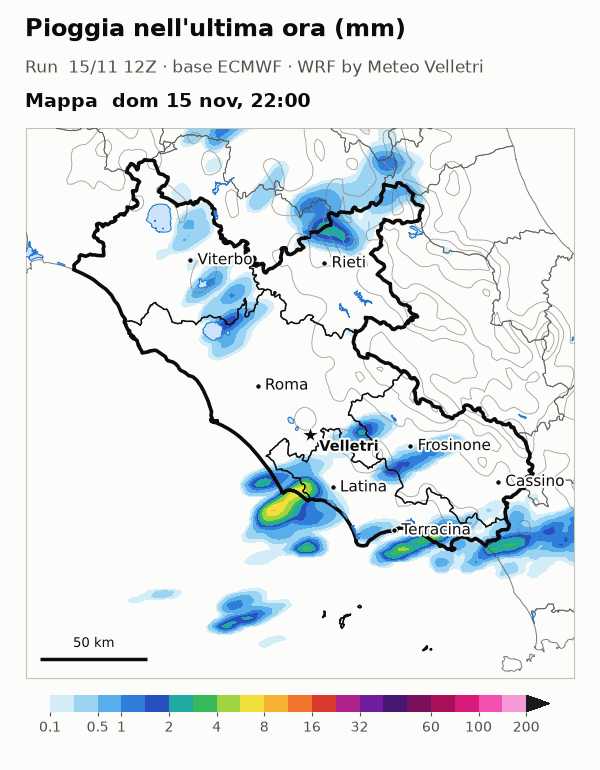 Pioggia nell'ultima ora (mm)
Run  15/11 12Z · base ECMWF · WRF by Meteo Velletri
Mappa  dom 15 nov, 22:00
Viterbo
Rieti
Roma
Velletri
Frosinone
Latina
Cassino
Terracina
50 km
0.1 0.5 1 2 4 8 16 32 60 100 200